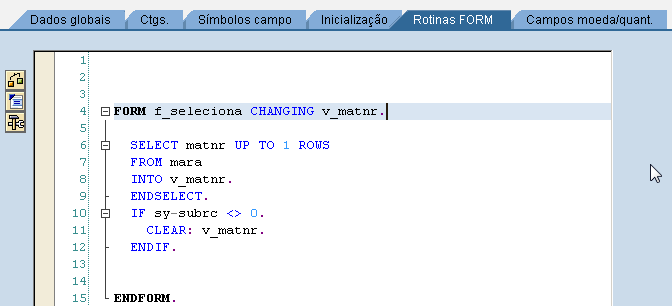 Dados globais Ctgs. Símbolos campo Inicialização Rotinas FORM Campos moeda/quant.
1
2
3
4 FORM f_seleciona CHANGING v_matnr.
5
6 SELECT matnr UP TO 1 ROWS
7 FROM mara
8 INTO v_matnr.
9 ENDSELECT.
10 IF sy-subrc <> 0.
11 CLEAR: v_matnr.
12 ENDIF.
13
14
15 ENDFORM.